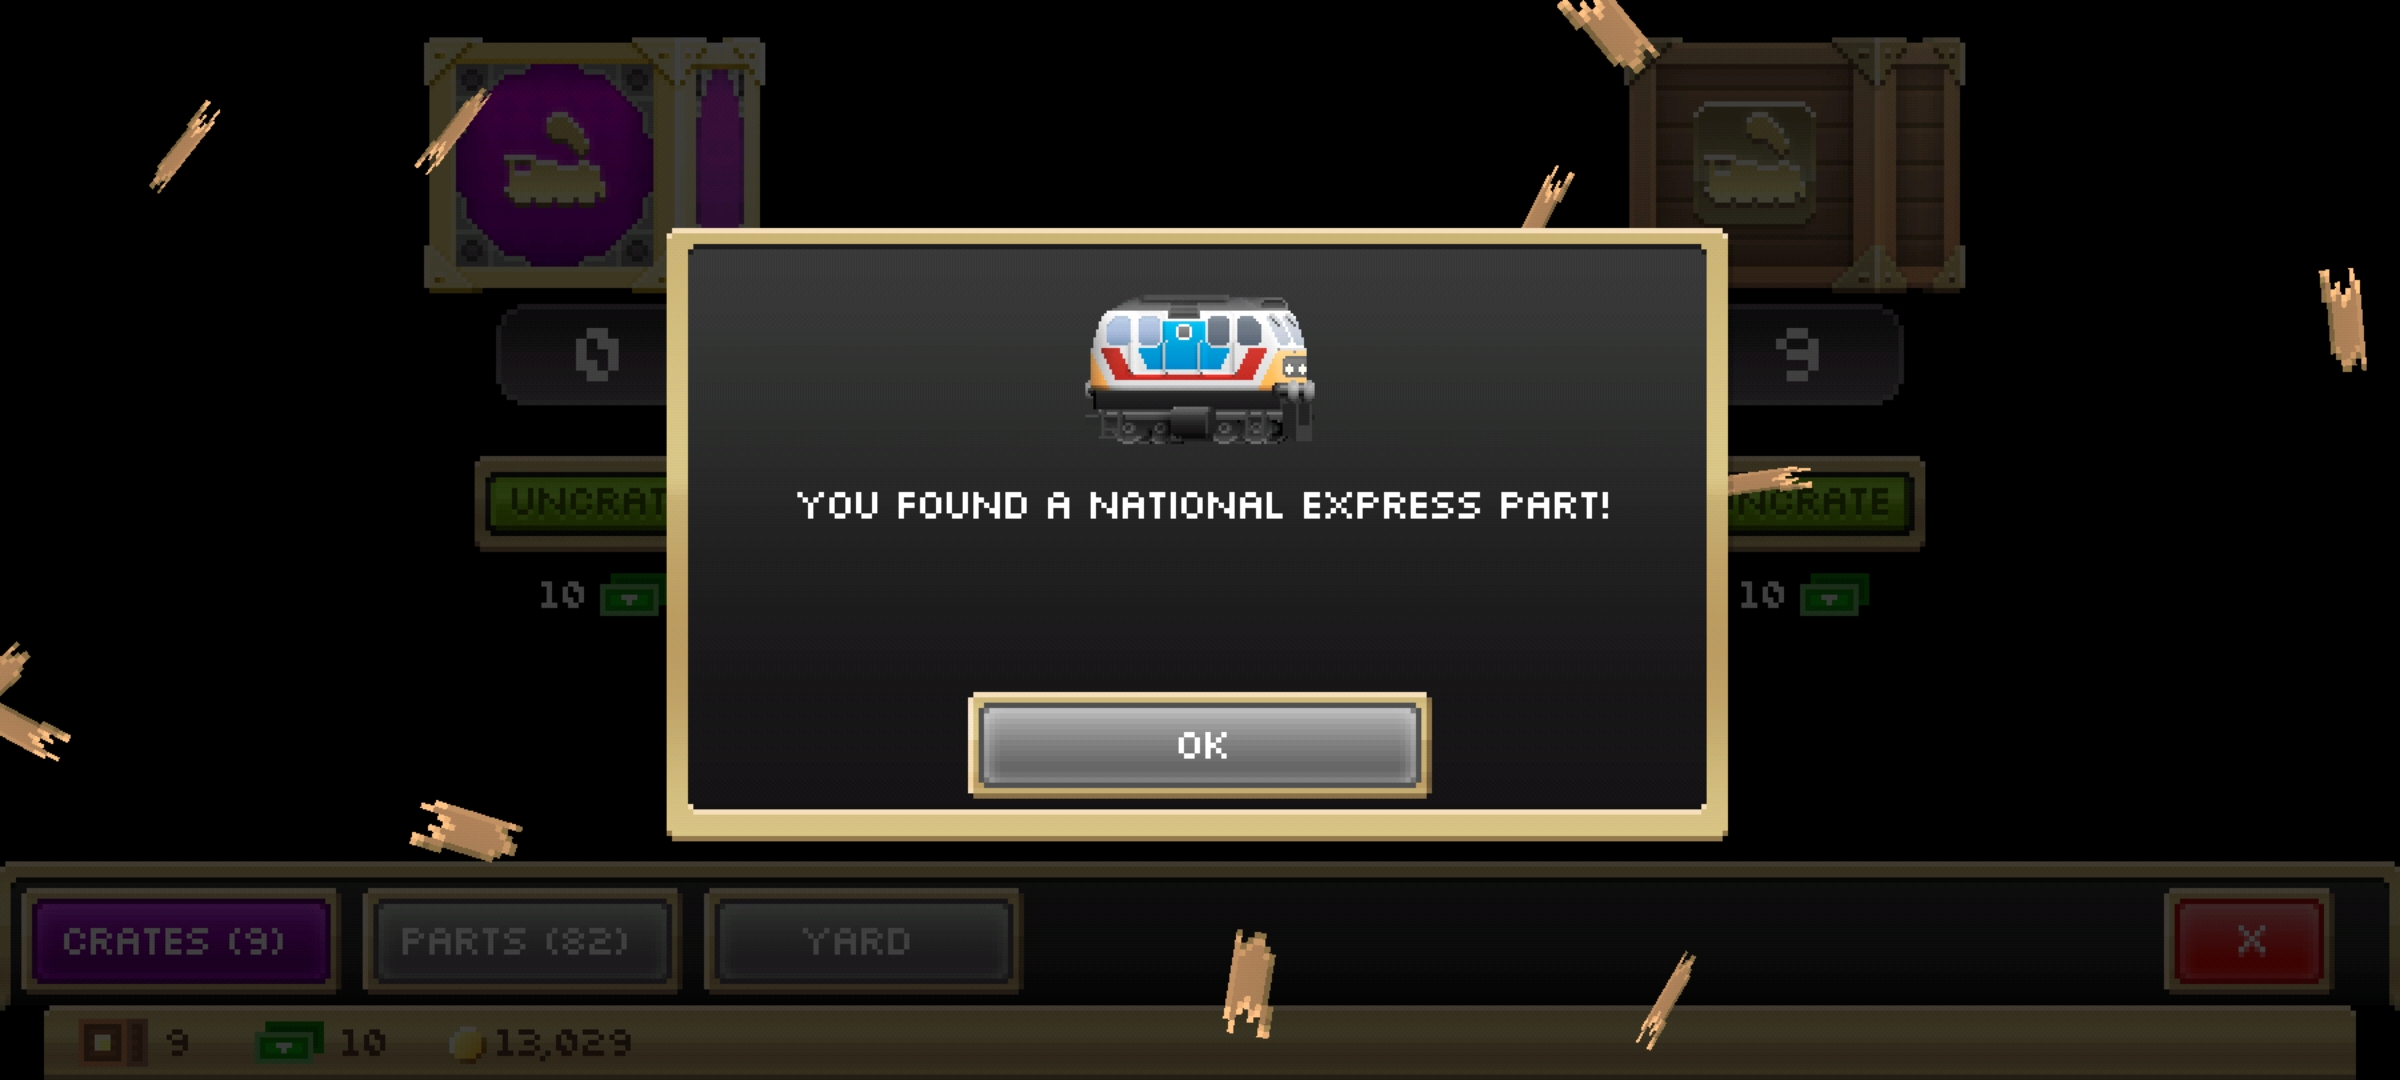 0
9
YOU FOUND A NATIONAL EXPRESS PART!
UNCRAT
NCRATE
10
10
OK
CRATES (9)
PARTS (82)
YARD
X
9
10
13,029